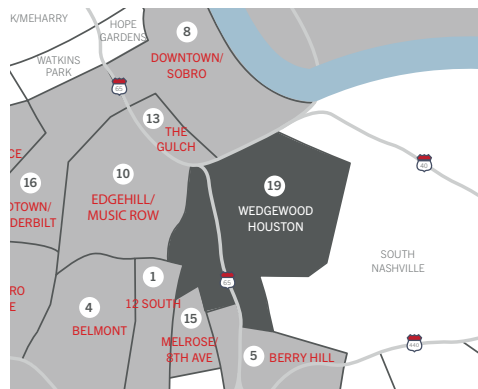 K/MEHARRY
HOPE
GARDENS
8
DOWNTOWN/
SOBRO
WATKINS
PARK
65
13
THE
GULCH
40
CE
16
OTOWN/
DERBILT
10
EDGEHILL/
MUSIC ROW
19
WEDGEWOOD
HOUSTON
SOUTH
NASHVILLE
65
RO
E
4
BELMONT
1
12 SOUTH
15
MELROSE/
8TH AVE
5
BERRY HILL
440